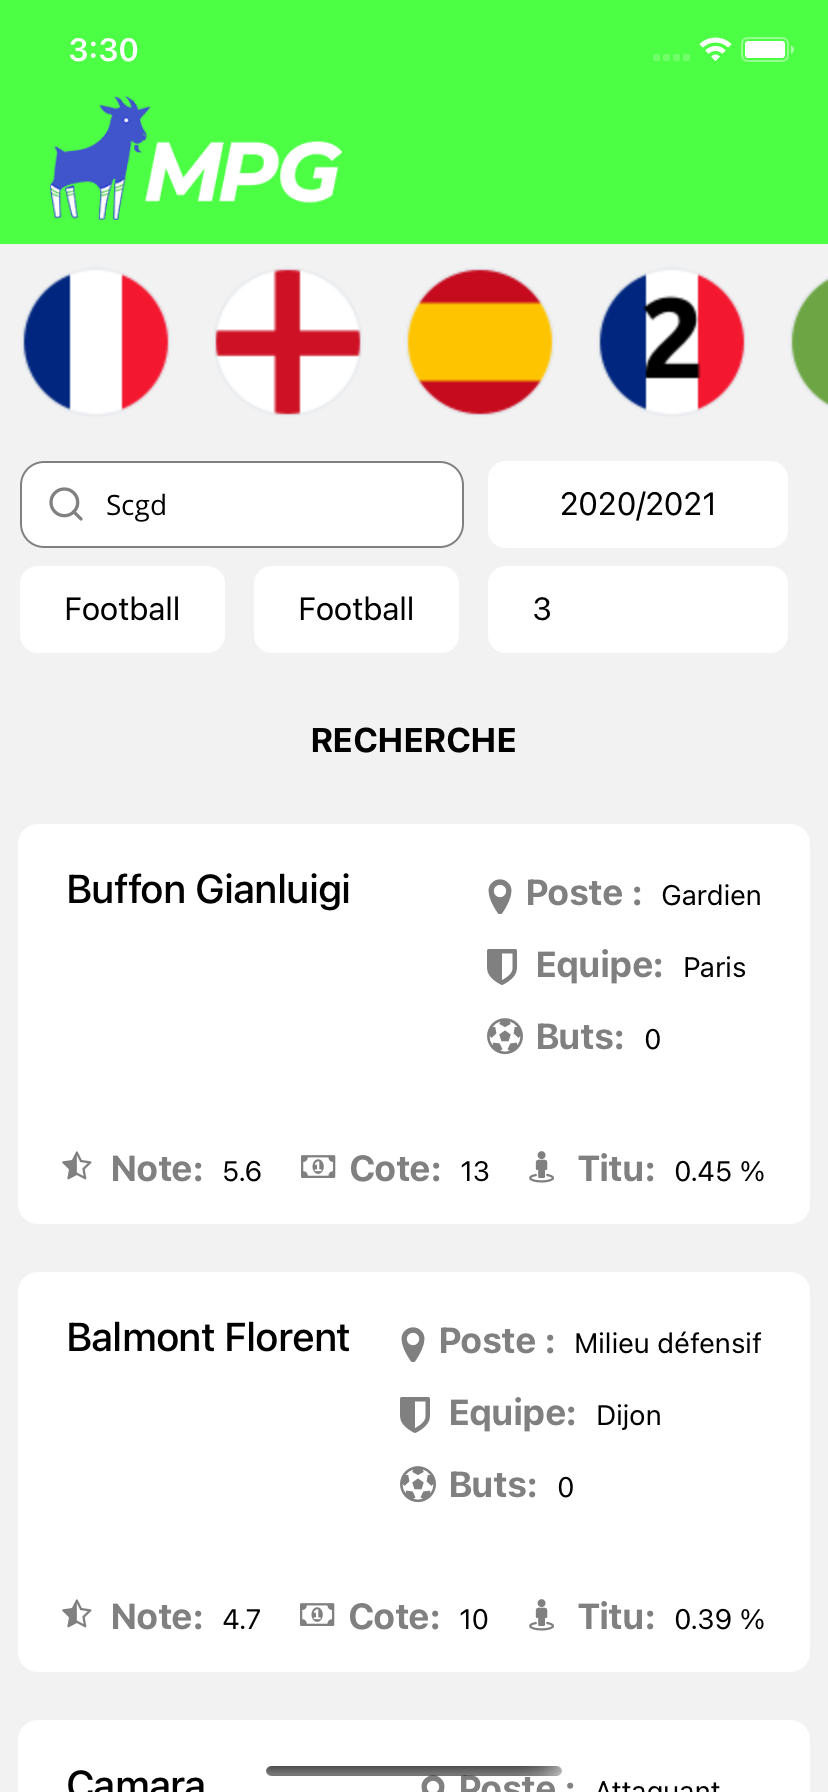 3:30
MPG
2
Scgd
2020/2021
Football
Football
3
RECHERCHE
Buffon Gianluigi
Poste : Gardien
Equipe: Paris
Buts: 0
Note: 5.6
Cote: 13
Titu: 0.45 %
Balmont Florent
Poste : Milieu défensif
Equipe: Dijon
Buts: 0
Note: 4.7
Cote: 10
Titu: 0.39 %
Camara
Poste : Attaquant